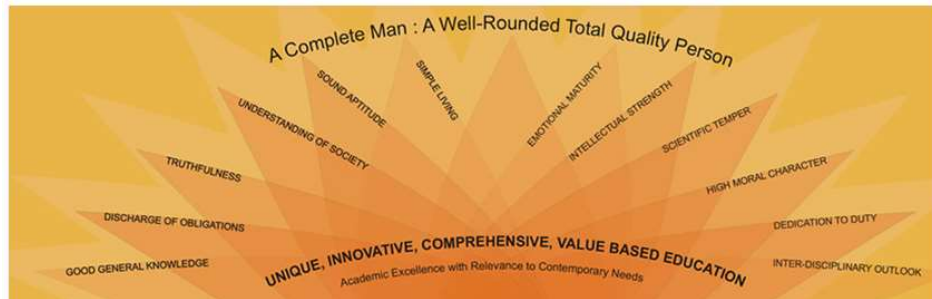 A Complete Man : A Well-Rounded Total Quality Person
GOOD GENERAL KNOWLEDGE
DISCHARGE OF OBLIGATIONS
TRUTHFULNESS
UNDERSTANDING OF SOCIETY
SOUND APTITUDE
SIMPLE LIVING
EMOTIONAL MATURITY
INTELLECTUAL STRENGTH
SCIENTIFIC TEMPER
HIGH MORAL CHARACTER
DEDICATION TO DUTY
INTER-DISCIPLINARY OUTLOOK
UNIQUE, INNOVATIVE, COMPREHENSIVE, VALUE BASED EDUCATION
Academic Excellence with Relevance to Contemporary Needs